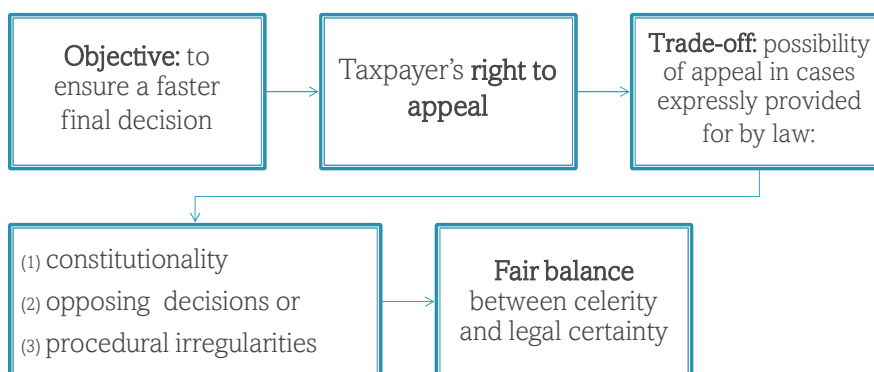 Objective: to
ensure a faster
final decision
Taxpayer's right to
appeal
Trade-off: possibility
of appeal in cases
expressly provided
for by law:
(1) constitutionality
(2) opposing decisions or
(3) procedural irregularities
Fair balance
between celerity
and legal certainty